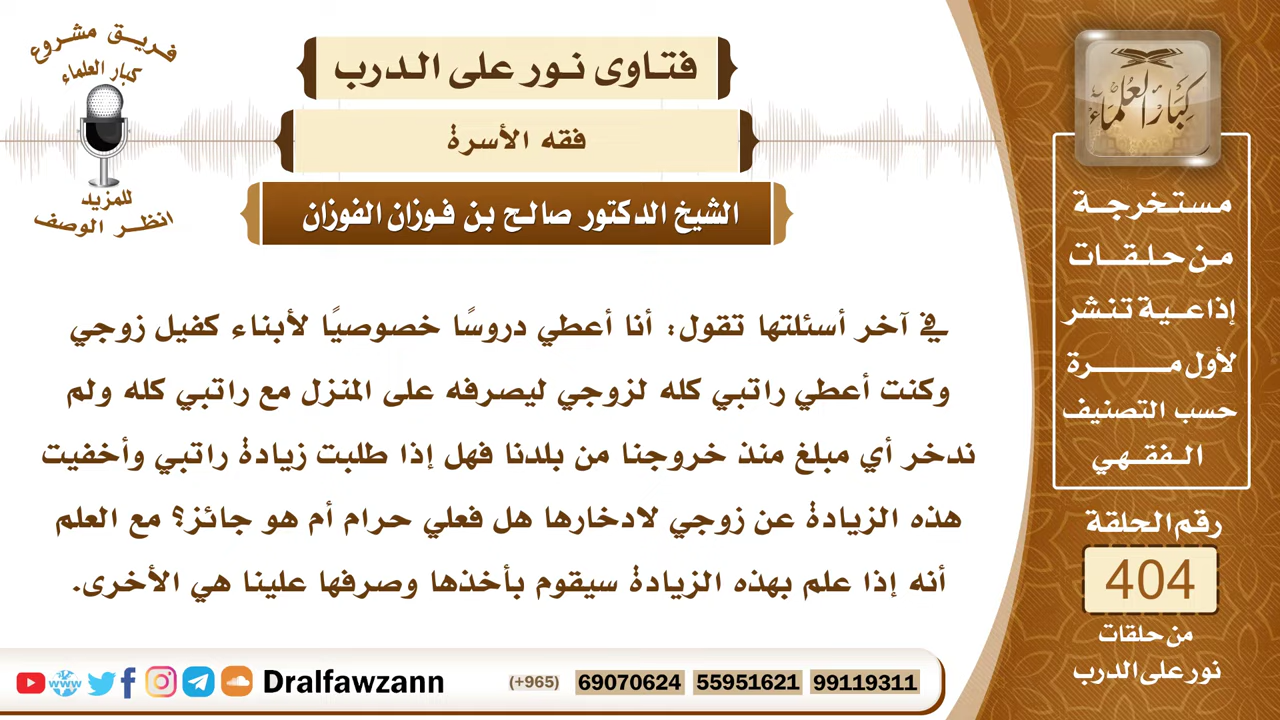 فريق مشروع
كبار العلماء
للمزيد
انظر الوصف
فتاوى نور على الدرب
فقه الأسرة
الشيخ الدكتور صالح بن فوزان الفوزان
في آخر أسئلتها تقول: أنا أعطي دروسًا خصوصيًا لأبناء كفيل زوجي
وكنت أعطي راتبي كله لزوجي ليصرفه على المنزل مع راتبي كله ولم
ندخر أي مبلغ منذ خروجنا من بلدنا فهل إذا طلبت زيادة راتبي وأخفيت
هذه الزيادة عن زوجي لادخارها هل فعلي حرام أم هو جائز؟ مع العلم
أنه إذا علم بهذه الزيادة سيقوم بأخذها وصرفها علينا هي الأخرى.
كبار العلماء
مستخرجة
من حلقات
إذاعية تنشر
لأول مرة
حسب التصنيف
الفقهي
رقم الحلقة
404
من حلقات
نور على الدرب
www
Dralfawzann
(+965) 69070624 55951621 99119311